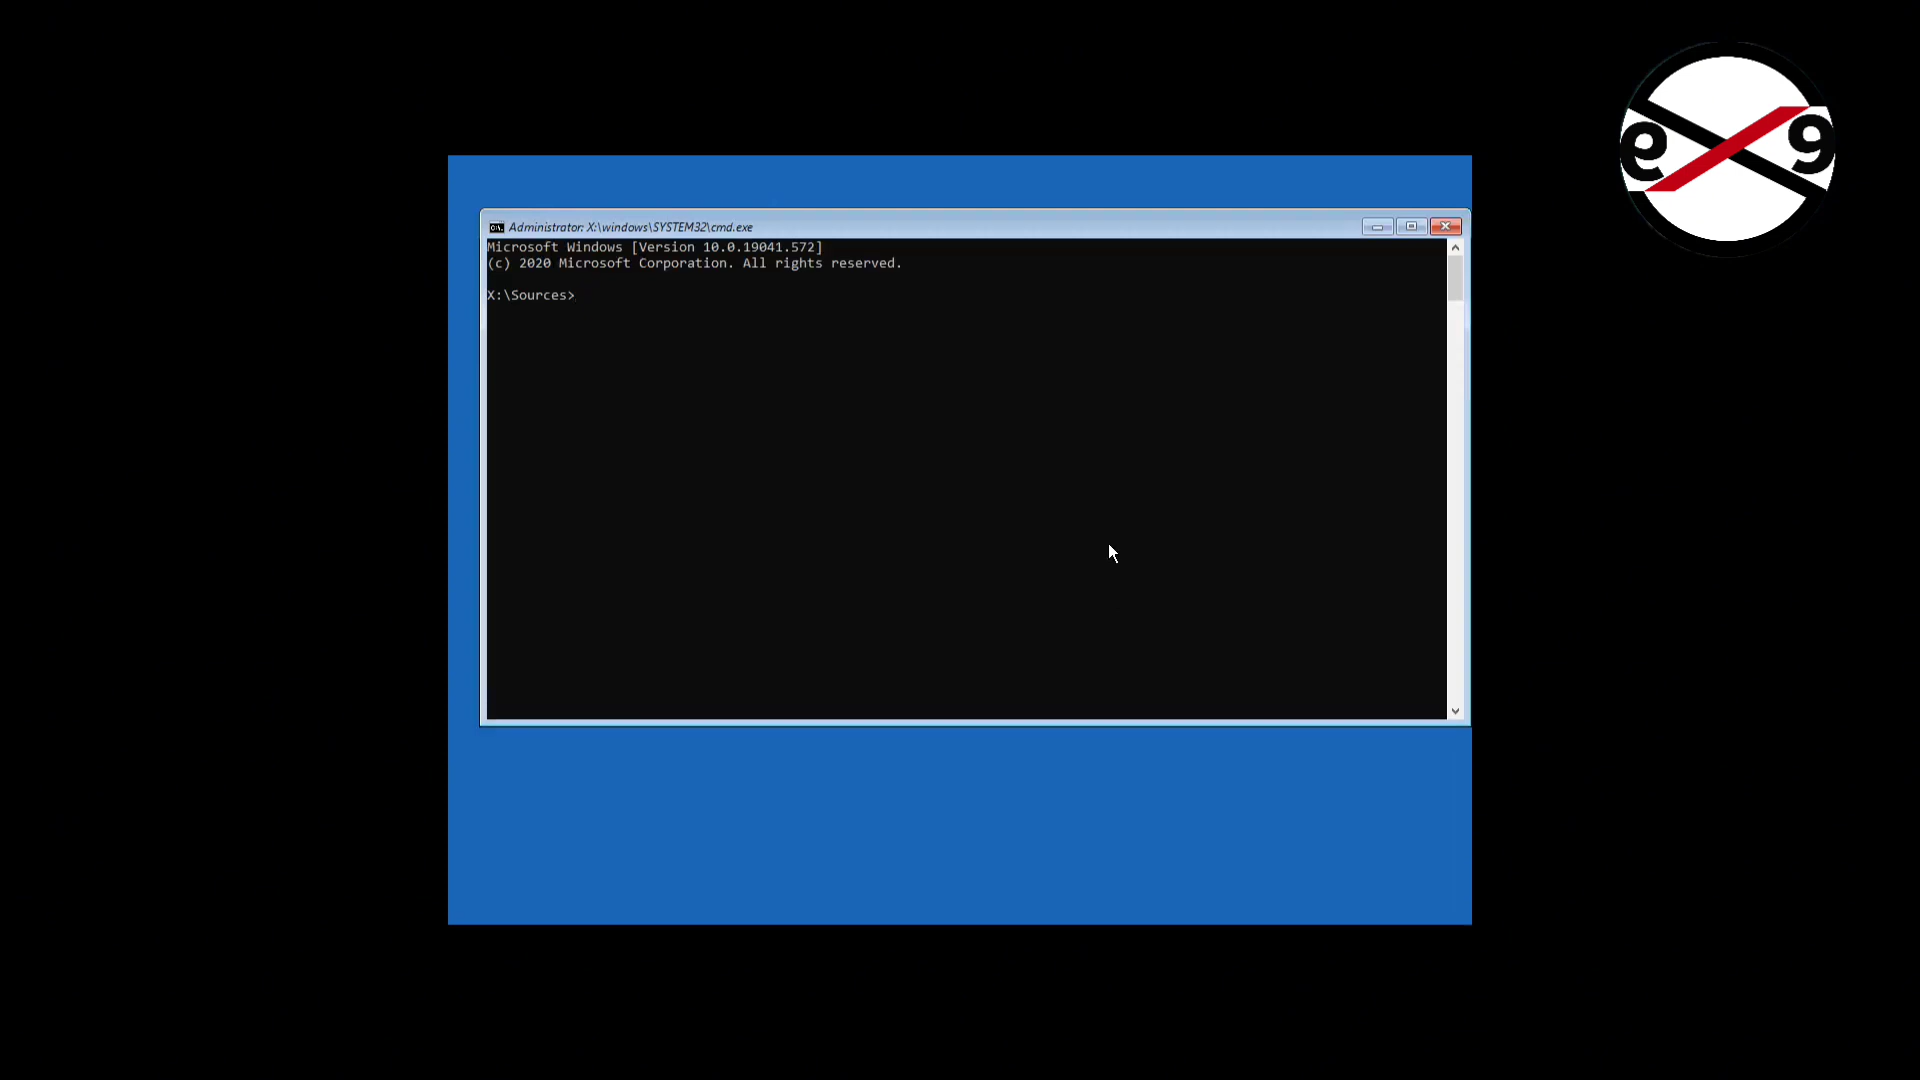 e 9
Administrator: X:\windows\SYSTEM32\cmd.exe
Microsoft Windows [Version 10.0.19041.572]
(c) 2020 Microsoft Corporation. All rights reserved.
X:\Sources>